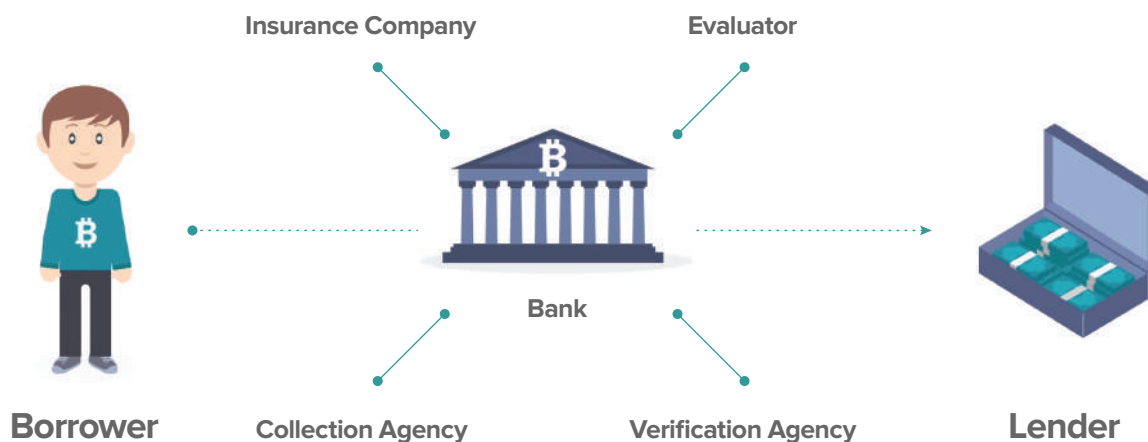 Insurance Company
Evaluator
₿
₿
Bank
Borrower
Collection Agency
Verification Agency
Lender